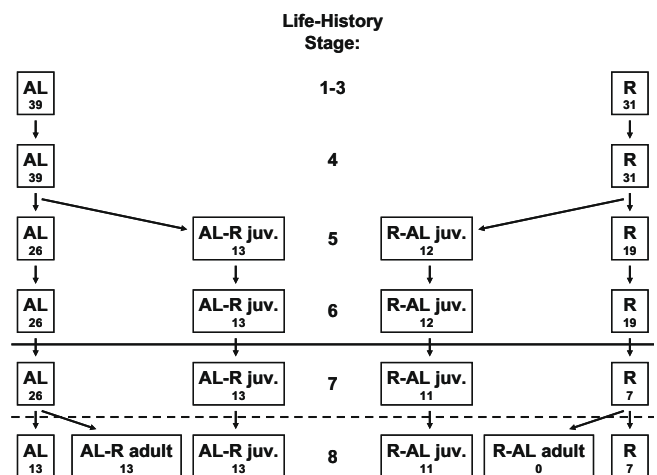 Life-History
Stage:
AL
39
1-3
R
31
AL
39
4
R
31
AL
26
AL-R juv.
13
5
R-AL juv.
12
R
19
AL
26
AL-R juv.
13
6
R-AL juv.
12
R
19
AL
26
AL-R juv.
13
7
R-AL juv.
11
R
7
AL
13
AL-R adult
13
AL-R juv.
13
8
R-AL juv.
11
R-AL adult
0
R
7